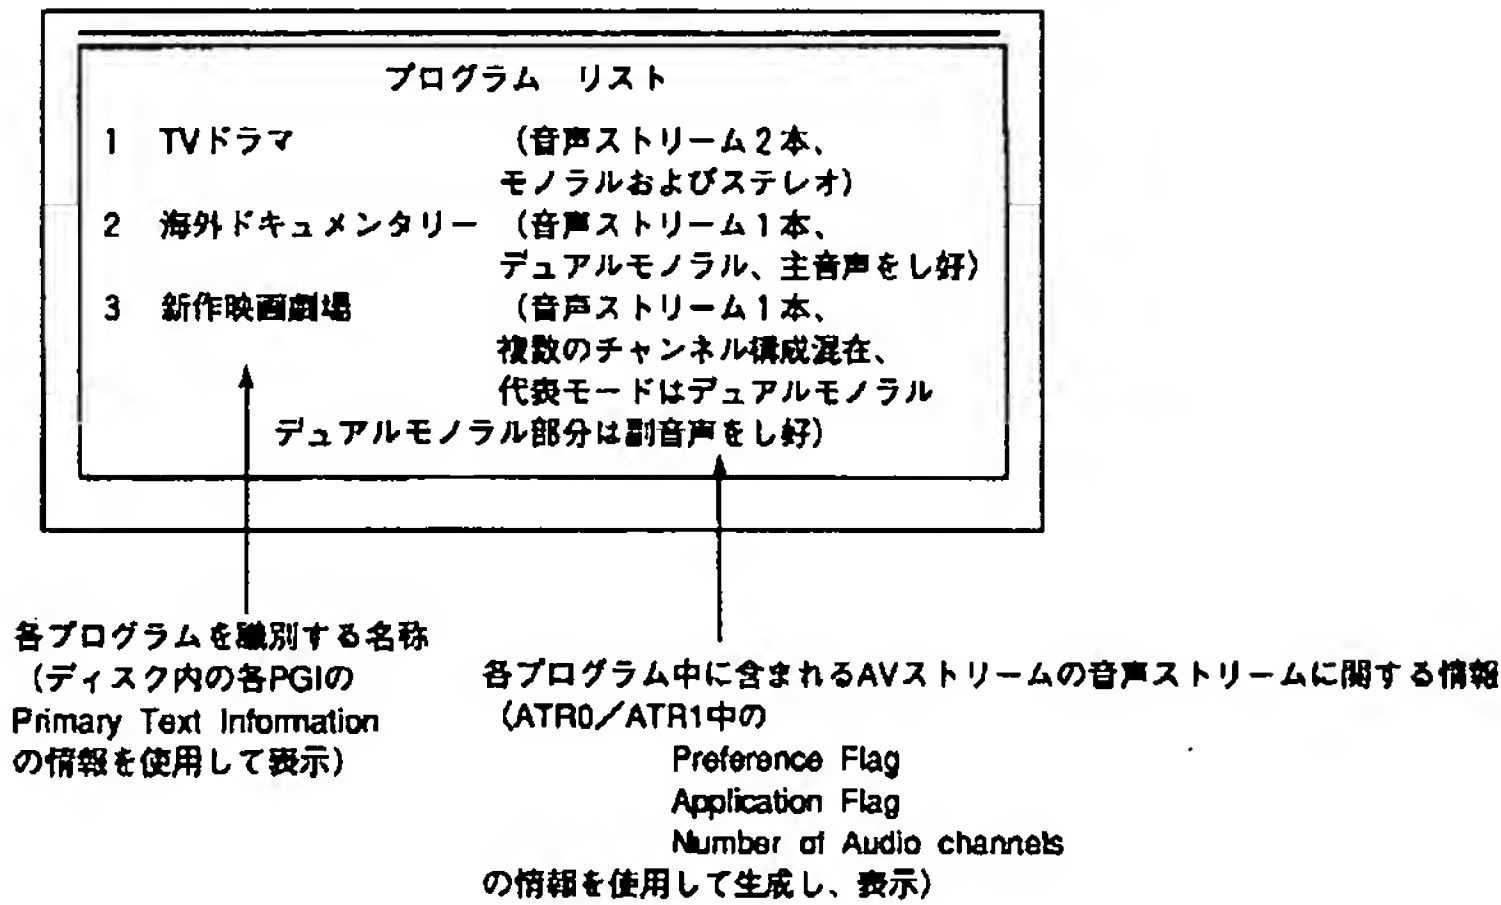 プログラム リスト
1 TVドラマ (音声ストリーム2本、
モノラルおよびステレオ)
2 海外ドキュメンタリー (音声ストリーム1本、
デュアルモノラル、主音声をし好)
3 新作映画劇場 (音声ストリーム1本、
複数のチャンネル構成混在、
代表モードはデュアルモノラル
デュアルモノラル部分は副音声をし好)
各プログラムを識別する名称
(ディスク内の各PGIの
Primary Text Information
の情報を使用して表示)
各プログラム中に含まれるAVストリームの音声ストリームに関する情報
(ATR0/ATR1中の
Preference Flag
Application Flag
Number of Audio channels
の情報を使用して生成し、表示)